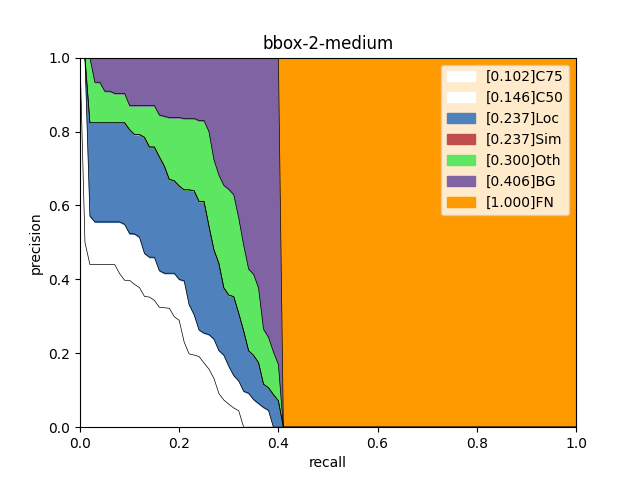 bbox-2-medium
1.0
0.8
0.6
0.4
0.2
0.0
precision
[0.102]C75
[0.146]C50
[0.237]Loc
[0.237]Sim
[0.300]Oth
[0.406]BG
[1.000]FN
0.0 0.2 0.4 0.6 0.8 1.0
recall